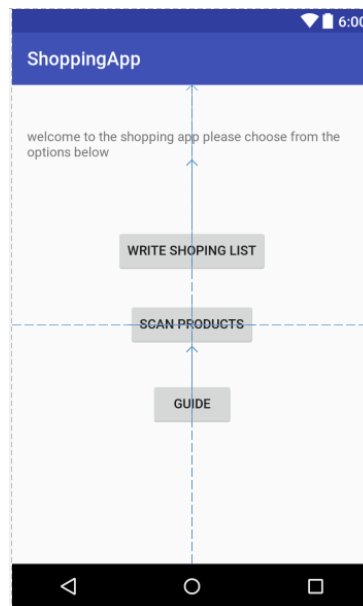 6:00
ShoppingApp
welcome to the shopping app please choose from the
options below
WRITE SHOPING LIST
SCAN PRODUCTS
GUIDE